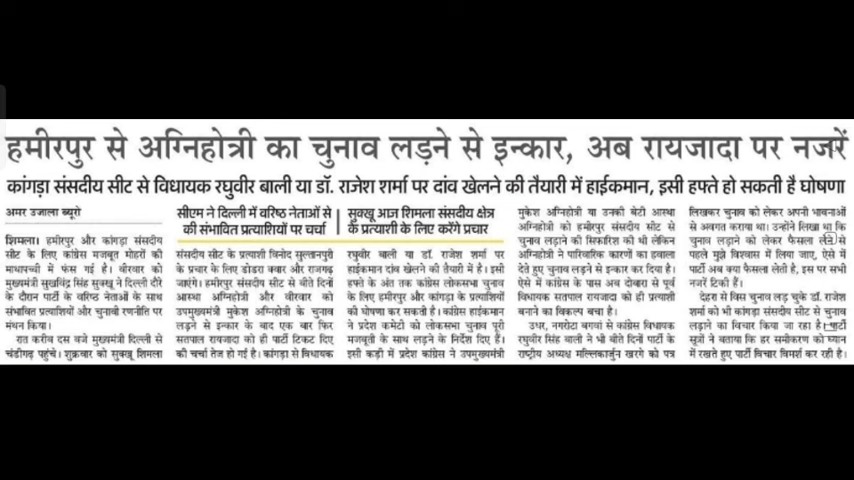 हमीरपुर से अग्निहोत्री का चुनाव लड़ने से इन्कार, अब रायजादा पर नजरें
कांगड़ा संसदीय सीट से विधायक रघुवीर बाली या डॉ. राजेश शर्मा पर दांव खेलने की तैयारी में हाईकमान, इसी हफ्ते हो सकती है घोषणा
अमर उजाला ब्यूरो
शिमला। हमीरपुर और कांगड़ा संसदीय
सीट के लिए कांग्रेस मजबूत मोहरों की
माथापच्ची में फंस गई है। वीरवार को
मुख्यमंत्री सुखविंद्र सिंह सुक्खू ने दिल्ली दौरे
के दौरान पार्टी के वरिष्ठ नेताओं के साथ
संभावित प्रत्याशियों और चुनावी रणनीति पर
मंथन किया।
रात करीब दस बजे मुख्यमंत्री दिल्ली से
चंडीगढ़ पहुंचे। शुक्रवार को सुक्खू शिमला
सीएम ने दिल्ली में वरिष्ठ नेताओं से
की संभावित प्रत्याशियों पर चर्चा
सुक्खू आज शिमला संसदीय क्षेत्र
के प्रत्याशी के लिए करेंगे प्रचार
संसदीय सीट के प्रत्याशी विनोद सुल्तानपुरी
के प्रचार के लिए डोडरा क्वार और राजगढ़
जाएंगे। हमीरपुर संसदीय सीट से बीते दिनों
आस्था अग्निहोत्री और वीरवार को
उपमुख्यमंत्री मुकेश अग्निहोत्री के चुनाव
लड़ने से इन्कार के बाद एक बार फिर
सतपाल रायजादा को ही पार्टी टिकट दिए
की चर्चा तेज हो गई है। कांगड़ा से विधायक
रघुवीर बाली या डॉ. राजेश शर्मा पर
हाईकमान दांव खेलने की तैयारी में है। इसी
हफ्ते के अंत तक कांग्रेस लोकसभा चुनाव
के लिए हमीरपुर और कांगड़ा के प्रत्याशियों
की घोषणा कर सकती है। कांग्रेस हाईकमान
ने प्रदेश कमेटी को लोकसभा चुनाव पूरी
मजबूती के साथ लड़ने के निर्देश दिए हैं।
इसी कड़ी में प्रदेश कांग्रेस ने उपमुख्यमंत्री
मुकेश अग्निहोत्री या उनकी बेटी आस्था
अग्निहोत्री को हमीरपुर संसदीय सीट से
चुनाव लड़ाने की सिफारिश की थी लेकिन
अग्निहोत्री ने पारिवारिक कारणों का हवाला
देते हुए चुनाव लड़ने से इन्कार कर दिया है।
ऐसे में कांग्रेस के पास अब दोबारा से पूर्व
विधायक सतपाल रायजादा को ही प्रत्याशी
बनाने का विकल्प बचा है।
उधर, नगरोटा बगवां से कांग्रेस विधायक
रघुवीर सिंह बाली ने भी बीते दिनों पार्टी के
राष्ट्रीय अध्यक्ष मल्लिकार्जुन खरगे को पत्र
लिखकर चुनाव को लेकर अपनी भावनाओं
से अवगत कराया था। उन्होंने लिखा था कि
चुनाव लड़ाने को लेकर फैसला लेने से
पहले मुझे विश्वास में लिया जाए, ऐसे में
पार्टी अब क्या फैसला लेती है, इस पर सभी
नजरें टिकी हैं।
देहरा से विस चुनाव लड़ चुके डॉ. राजेश
शर्मा को भी कांगड़ा संसदीय सीट से चुनाव
लड़ाने का विचार किया जा रहा है। पार्टी
सूत्रों ने बताया कि हर समीकरण को ध्यान
में रखते हुए पार्टी विचार विमर्श कर रही है।